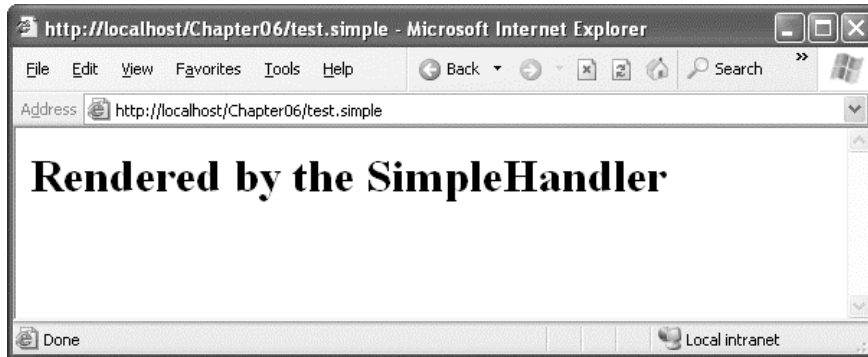 http://localhost/Chapter06/test.simple - Microsoft Internet Explorer
File Edit View Favorites Tools Help Back Search »
Address http://localhost/Chapter06/test.simple
Rendered by the SimpleHandler
Done Local intranet